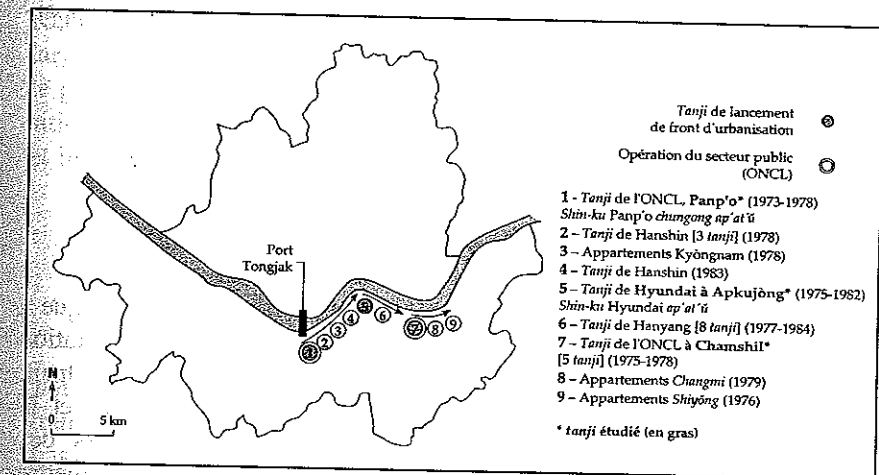 Tanji de lancement
de front d'urbanisation
Opération du secteur public
(ONCL)
1 - Tanji de l'ONCL, Panp'o* (1973-1978)
Shin-ku Panp'o chungong ap'at'ŭ
2 – Tanji de Hanshin [3 tanji] (1978)
3 – Appartements Kyŏngnam (1978)
4 – Tanji de Hanshin (1983)
5 – Tanji de Hyundai à Apkujŏng* (1975-1982)
Shin-ku Hyundai ap'at'ŭ
6 – Tanji de Hanyang [8 tanji] (1977-1984)
7 – Tanji de l'ONCL à Chamshil*
[5 tanji] (1975-1978)
8 – Appartements Changmi (1979)
9 – Appartements Shiyŏng (1976)
* tanji étudié (en gras)
Port
Tongjak
1
2
3
4
5
6
7
8
9
N
0 5 km